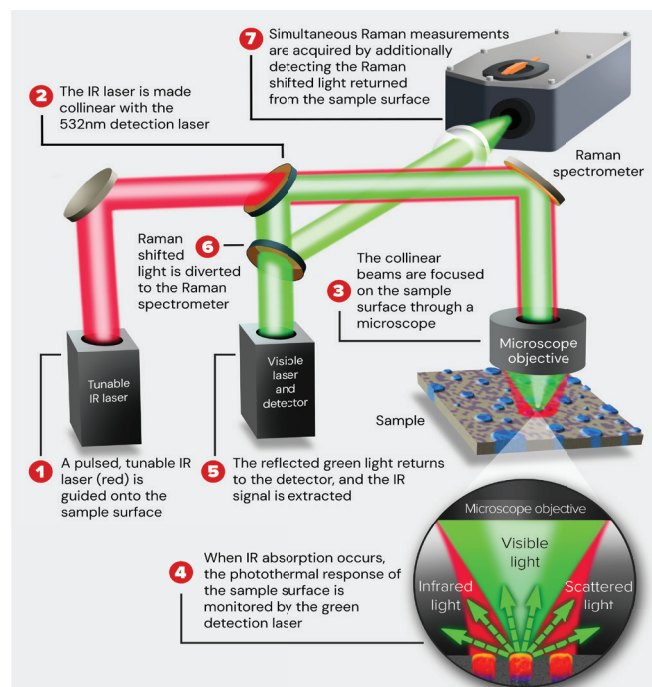 7
Simultaneous Raman measurements
are acquired by additionally
detecting the Raman
shifted light returned
from the sample surface
2
The IR laser is made
collinear with the
532nm detection laser
Raman
spectrometer
Raman
shifted
light is diverted
to the Raman
spectrometer
6
3
The collinear
beams are focused
on the sample
surface through a
microscope
Tunable
IR laser
Visible
laser
and
detector
Microscope
objective
Sample
1
A pulsed, tunable IR
laser (red) is
guided onto the
sample surface
5
The reflected green light returns
to the detector, and the IR
signal is extracted
4
When IR absorption occurs,
the photothermal response of
the sample surface is
monitored by the green
detection laser
Microscope objective
Visible
light
Infrared
light
Scattered
light